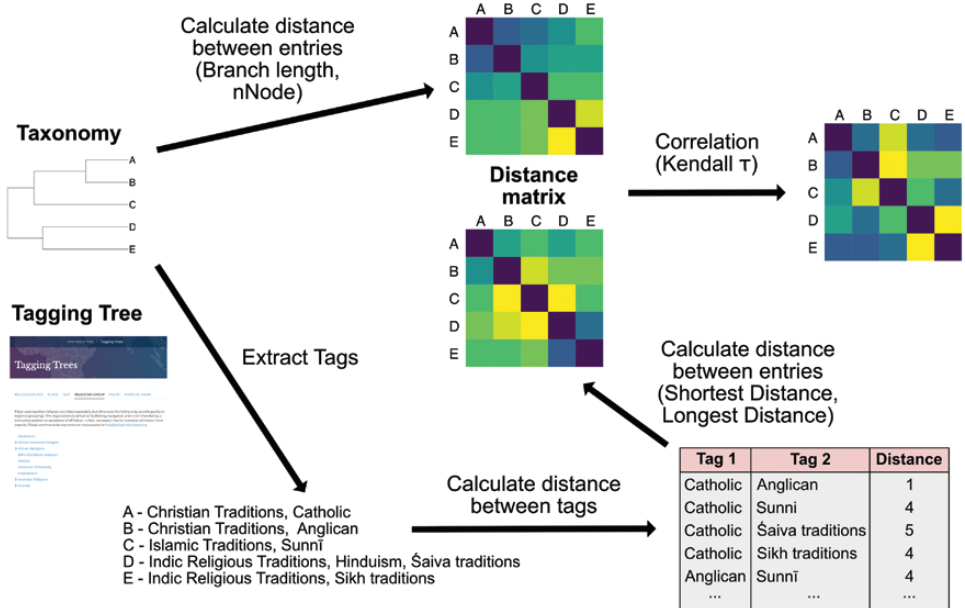 Calculate distance
between entries
(Branch length,
nNode)
A B C D E
A
B
C
D
E
Taxonomy
A
B
C
D
E
Distance
matrix
Correlation
(Kendall τ)
A B C D E
A
B
C
D
E
A B C D E
A
B
C
D
E
Tagging Tree
Tagging Trees
Tagging Trees
Extract Tags
Calculate distance
between entries
(Shortest Distance,
Longest Distance)
A - Christian Traditions, Catholic
B - Christian Traditions, Anglican
C - Islamic Traditions, Sunnī
D - Indic Religious Traditions, Hinduism, Śaiva traditions
E - Indic Religious Traditions, Sikh traditions
Calculate distance
between tags
Tag 1 Tag 2 Distance
Catholic Anglican 1
Catholic Sunni 4
Catholic Śaiva traditions 5
Catholic Sikh traditions 4
Anglican Sunnī 4
... ... ...